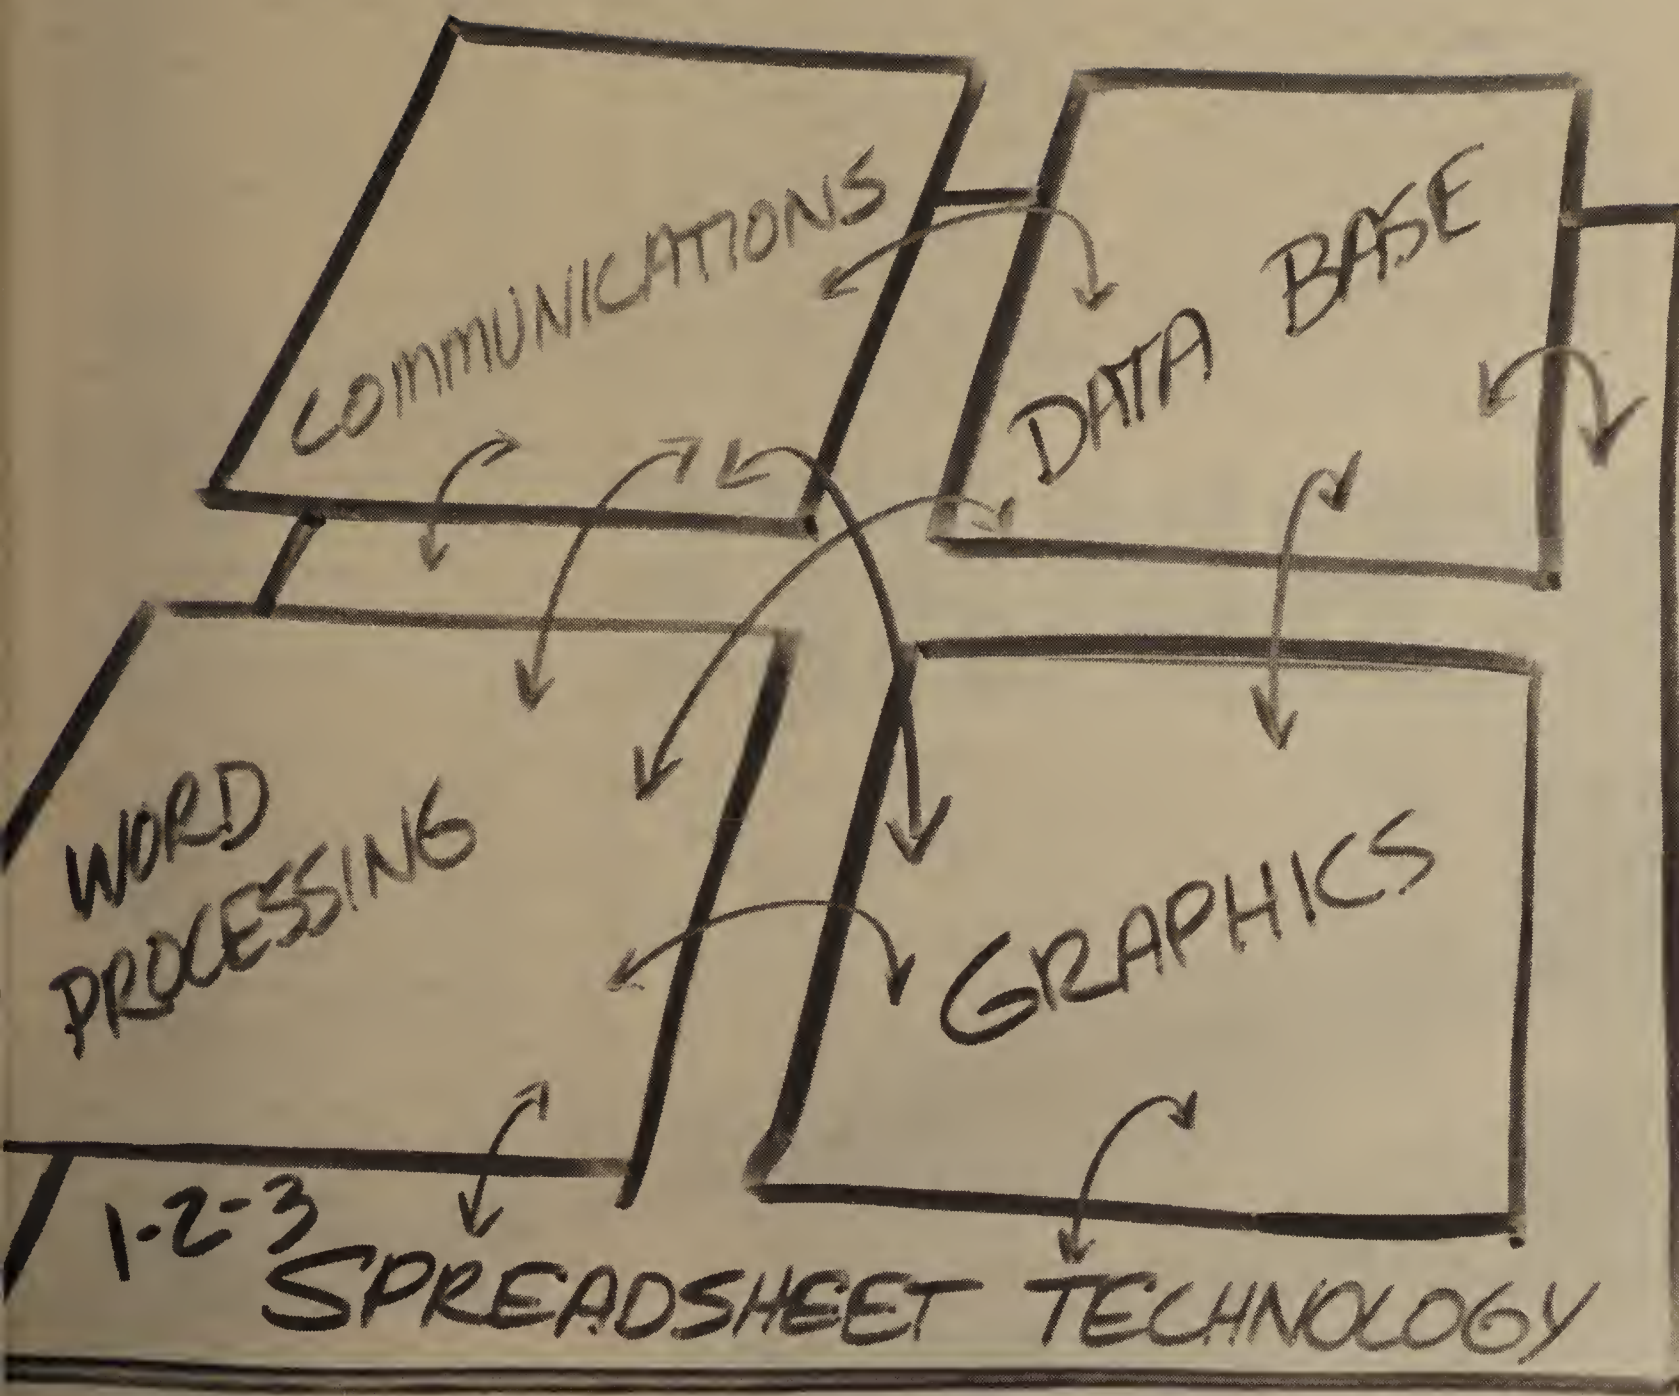 COMMUNICATIONS
DATA BASE
WORD
PROCESSING
GRAPHICS
1-2-3
SPREADSHEET TECHNOLOGY